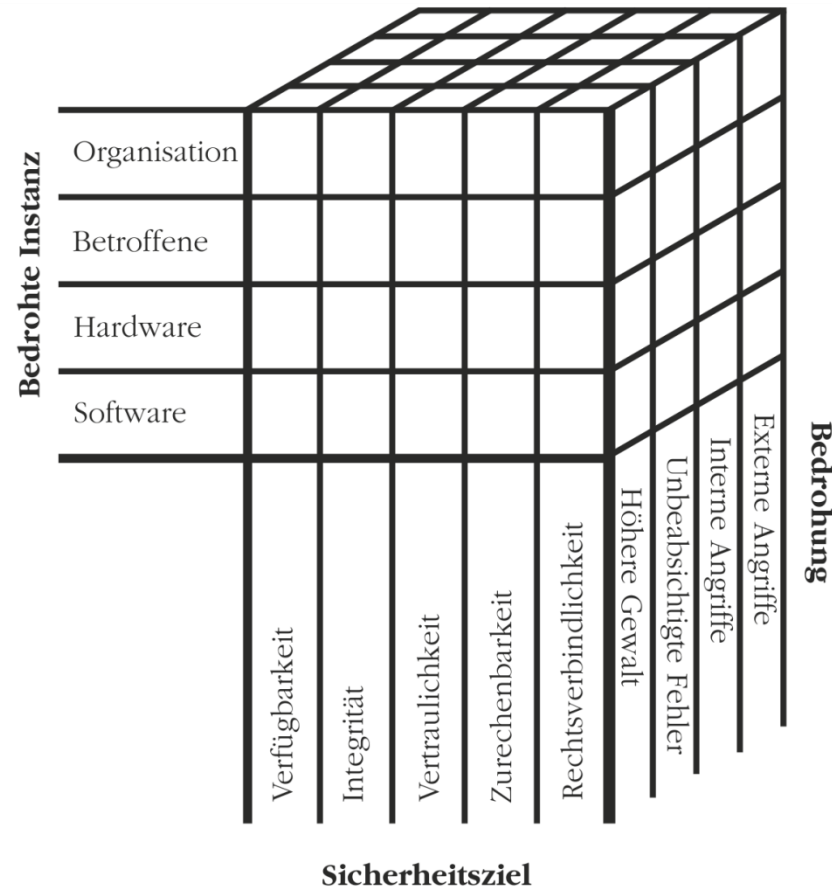 Bedrohte Instanz
Organisation
Betroffene
Hardware
Software
Verfügbarkeit
Integrität
Vertraulichkeit
Zurechenbarkeit
Rechtsverbindlichkeit
Höhere Gewalt
Unbeabsichtigte Fehler
Interne Angriffe
Externe Angriffe
Bedrohung
Sicherheitsziel